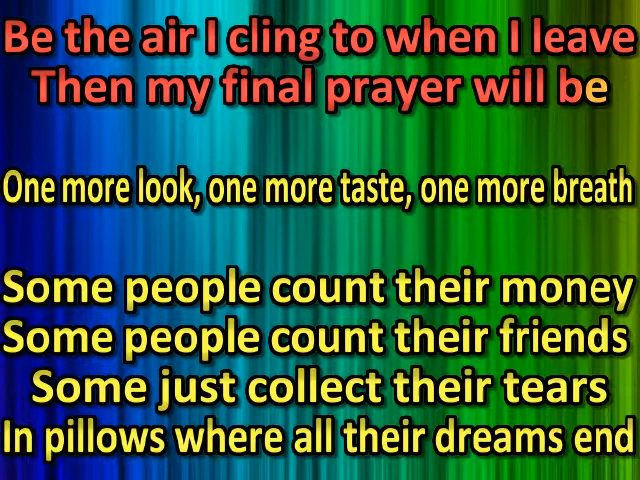 Be the air I cling to when I leave
Then my final prayer will be
One more look, one more taste, one more breath
Some people count their money
Some people count their friends
Some just collect their tears
In pillows where all their dreams end